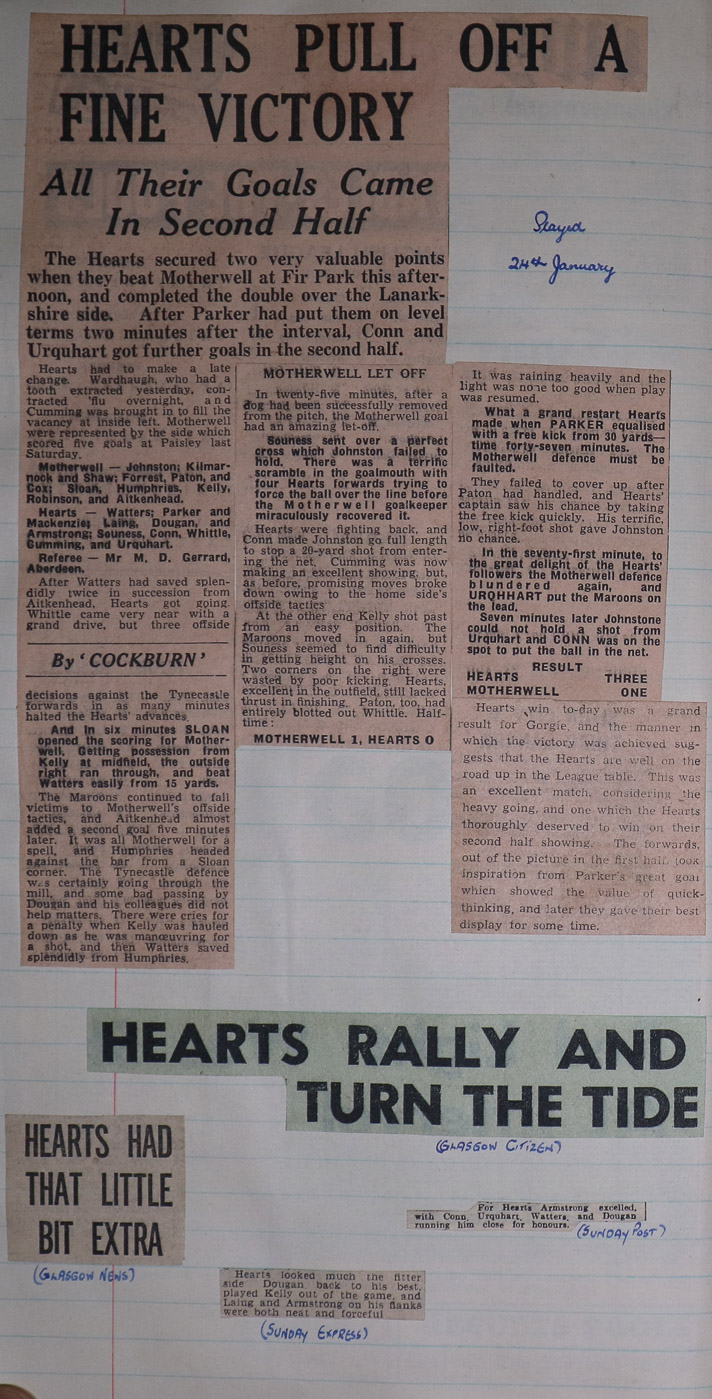 HEARTS PULL OFF A
FINE VICTORY
All Their Goals Came
In Second Half
The Hearts secured two very valuable points
when they beat Motherwell at Fir Park this after-
noon, and completed the double over the Lanark-
shire side. After Parker had put them on level
terms two minutes after the interval, Conn and
Urquhart got further goals in the second half.
Played
24th January
Hearts had to make a late
change. Wardhaugh, who had a
tooth extracted yesterday, con-
tracted 'flu overnight, and
Cumming was brought in to fill the
vacancy at inside left. Motherwell
were represented by the side which
scored five goals at Paisley last
Saturday.
Motherwell — Johnston; Kilmar-
nock and Shaw; Forrest, Paton, and
Cox; Sloan, Humphries, Kelly,
Robinson, and Aitkenhead.
Hearts — Watters; Parker and
Mackenzie; Laing, Dougan, and
Armstrong; Souness, Conn, Whittle,
Cumming, and Urquhart.
Referee — Mr M. D. Gerrard,
Aberdeen.
After Watters had saved splen-
didly twice in succession from
Aitkenhead, Hearts got going.
Whittle came very near with a
grand drive, but three offside
By 'COCKBURN'
decisions against the Tynecastle
forwards in as many minutes
halted the Hearts' advances.
And in six minutes SLOAN
opened the scoring for Mother-
well. Getting possession from
Kelly at midfield, the outside
right ran through, and beat
Watters easily from 15 yards.
The Maroons continued to fall
victims to Motherwell's offside
tactics, and Aitkenhead almost
added a second goal five minutes
later. It was all Motherwell for a
spell, and Humphries headed
against the bar from a Sloan
corner. The Tynecastle defence
was certainly going through the
mill, and some bad passing by
Dougan and his colleagues did not
help matters. There were cries for
a penalty when Kelly was hauled
down as he was manœuvring for
a shot, and then Watters saved
splendidly from Humphries.
MOTHERWELL LET OFF
In twenty-five minutes, after a
dog had been successfully removed
from the pitch, the Motherwell goal
had an amazing let-off.
Souness sent over a perfect
cross which Johnston failed to
hold. There was a terrific
scramble in the goalmouth with
four Hearts forwards trying to
force the ball over the line before
the Motherwell goalkeeper
miraculously recovered it.
Hearts were fighting back, and
Conn made Johnston go full length
to stop a 20-yard shot from enter-
ing the net. Cumming was now
making an excellent showing, but,
as before, promising moves broke
down owing to the home side's
offside tactics
At the other end Kelly shot past
from an easy position. The
Maroons moved in again, but
Souness seemed to find difficulty
in getting height on his crosses.
Two corners on the right were
wasted by poor kicking. Hearts,
excellent in the outfield, still lacked
thrust in finishing. Paton, too, had
entirely blotted out Whittle. Half-
time :
MOTHERWELL 1, HEARTS 0
It was raining heavily and the
light was none too good when play
was resumed.
What a grand restart Hearts
made when PARKER equalised
with a free kick from 30 yards—
time forty-seven minutes. The
Motherwell defence must be
faulted.
They failed to cover up after
Paton had handled, and Hearts'
captain saw his chance by taking
the free kick quickly. His terrific,
low, right-foot shot gave Johnston
no chance.
In the seventy-first minute, to
the great delight of the Hearts'
followers the Motherwell defence
blundered again, and
URQHHART put the Maroons on
the lead.
Seven minutes later Johnstone
could not hold a shot from
Urquhart and CONN was on the
spot to put the ball in the net.
RESULT
HEARTS THREE
MOTHERWELL ONE
Hearts win to-day was a grand
result for Gorgie, and the manner in
which the victory was achieved sug-
gests that the Hearts are well on the
road up in the League table. This was
an excellent match, considering the
heavy going, and one which the Hearts
thoroughly deserved to win on their
second half showing. The forwards,
out of the picture in the first half, took
inspiration from Parker's great goal
which showed the value of quick-
thinking, and later they gave their best
display for some time.
HEARTS RALLY AND
TURN THE TIDE
(GLASGOW CITIZEN)
HEARTS HAD
THAT LITTLE
BIT EXTRA
(GLASGOW NEWS)
For Hearts Armstrong excelled,
with Conn, Urquhart, Watters, and Dougan
running him close for honours.
(SUNDAY POST)
Hearts looked much the fitter
side Dougan back to his best,
played Kelly out of the game, and
Laing and Armstrong on his flanks
were both neat and forceful
(SUNDAY EXPRESS)